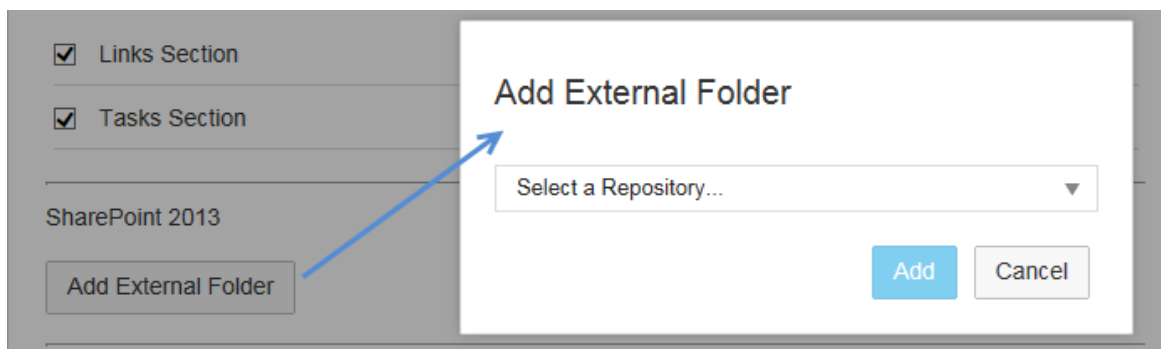 Links Section
Tasks Section
SharePoint 2013
Add External Folder
Add External Folder
Select a Repository...
Add
Cancel